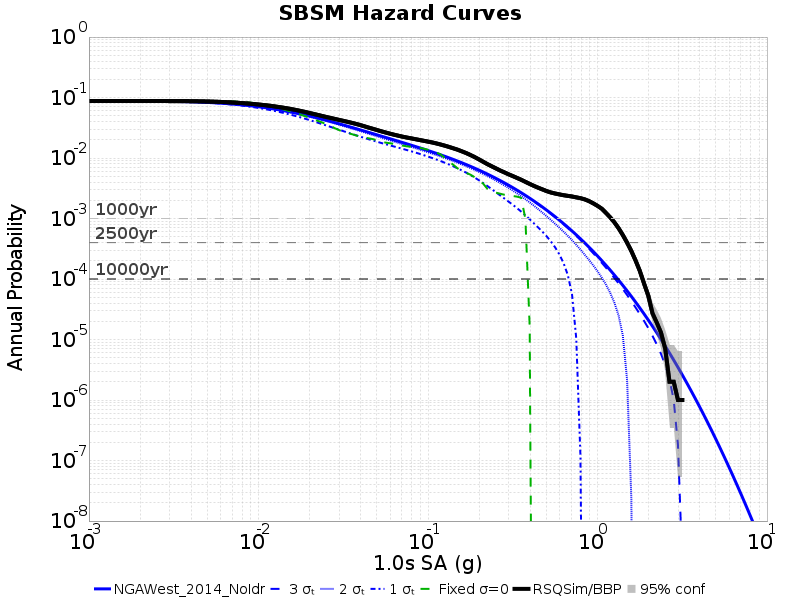 SBSM Hazard Curves
Annual Probability
10^0
10^-1
10^-2
10^-3
10^-4
10^-5
10^-6
10^-7
10^-8
1000yr
2500yr
10000yr
10^-3 10^-2 10^-1 10^0 10^1
1.0s SA (g)
NGAWest_2014_NoIdr 3 σₜ 2 σₜ 1 σₜ Fixed σ=0 RSQSim/BBP 95% conf